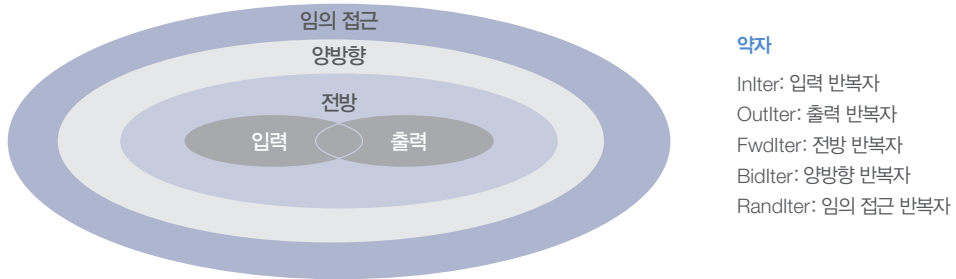 임의 접근
양방향
전방
입력
출력
약자
InIter: 입력 반복자
OutIter: 출력 반복자
FwdIter: 전방 반복자
BidIter: 양방향 반복자
RandIter: 임의 접근 반복자